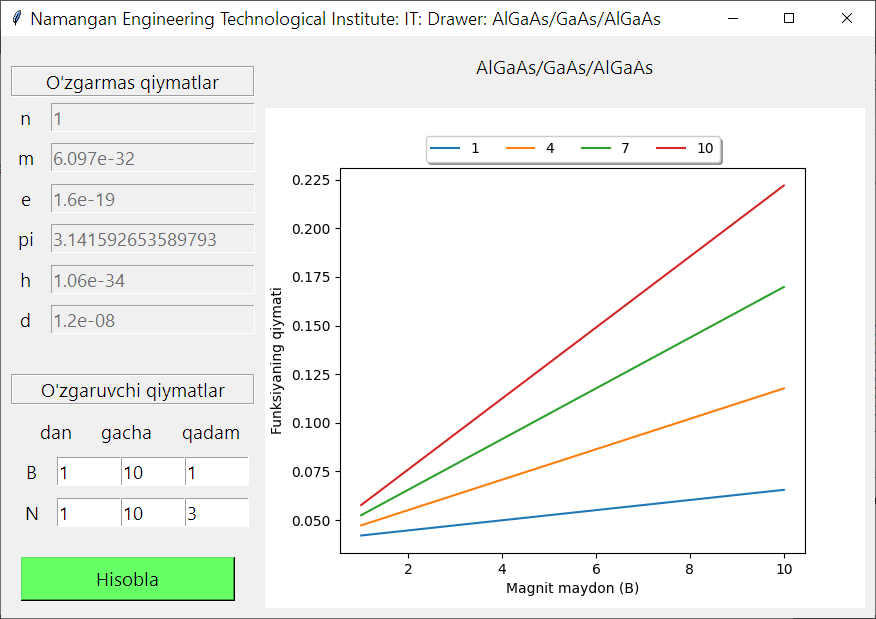 Namangan Engineering Technological Institute: IT: Drawer: AlGaAs/GaAs/AlGaAs
O'zgarmas qiymatlar
n 1
m 6.097e-32
e 1.6e-19
pi 3.141592653589793
h 1.06e-34
d 1.2e-08
O'zgaruvchi qiymatlar
dan gacha qadam
B 1 10 1
N 1 10 3
Hisobla
AlGaAs/GaAs/AlGaAs
1 4 7 10
0.225
0.200
0.175
0.150
0.125
0.100
0.075
0.050
Funksiyaning qiymati
2 4 6 8 10
Magnit maydon (B)